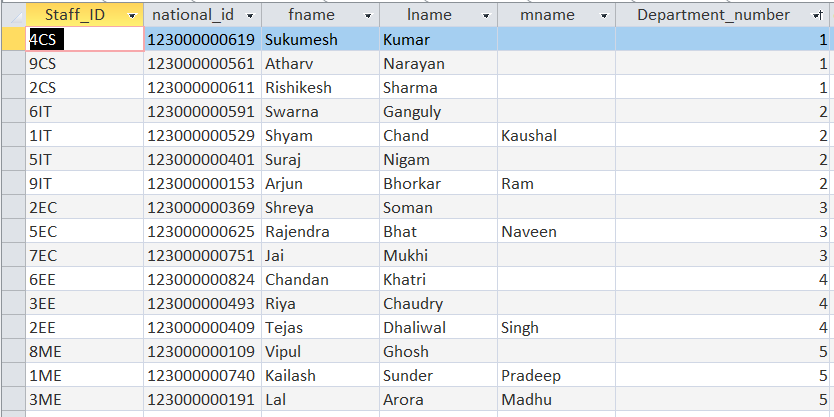 Staff_ID national_id fname lname mname Department_number
4CS 123000000619 Sukumesh Kumar 1
9CS 123000000561 Atharv Narayan 1
2CS 123000000611 Rishikesh Sharma 1
6IT 123000000591 Swarna Ganguly 2
1IT 123000000529 Shyam Chand Kaushal 2
5IT 123000000401 Suraj Nigam 2
9IT 123000000153 Arjun Bhorkar Ram 2
2EC 123000000369 Shreya Soman 3
5EC 123000000625 Rajendra Bhat Naveen 3
7EC 123000000751 Jai Mukhi 3
6EE 123000000824 Chandan Khatri 4
3EE 123000000493 Riya Chaudry 4
2EE 123000000409 Tejas Dhaliwal Singh 4
8ME 123000000109 Vipul Ghosh 5
1ME 123000000740 Kailash Sunder Pradeep 5
3ME 123000000191 Lal Arora Madhu 5